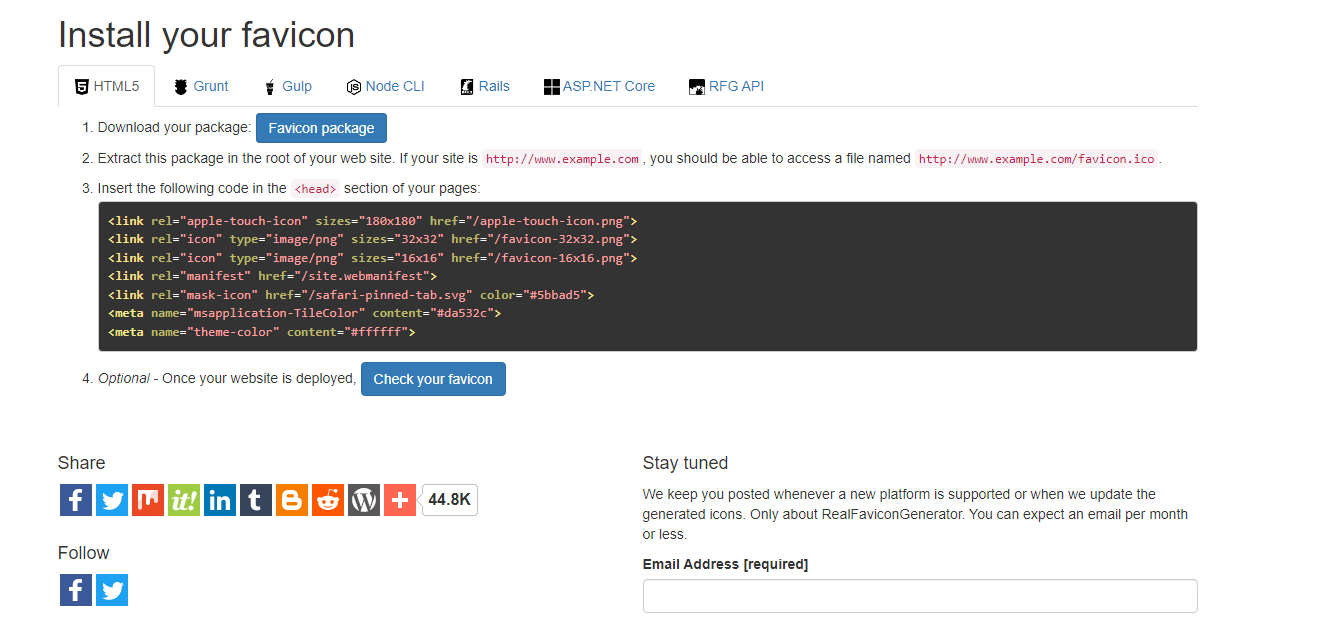 Install your favicon
HTML5 Grunt Gulp Node CLI Rails ASP.NET Core RFG API
1. Download your package: Favicon package
2. Extract this package in the root of your web site. If your site is http://www.example.com, you should be able to access a file named http://www.example.com/favicon.ico.
3. Insert the following code in the <head> section of your pages:
<link rel="apple-touch-icon" sizes="180x180" href="/apple-touch-icon.png">
<link rel="icon" type="image/png" sizes="32x32" href="/favicon-32x32.png">
<link rel="icon" type="image/png" sizes="16x16" href="/favicon-16x16.png">
<link rel="manifest" href="/site.webmanifest">
<link rel="mask-icon" href="/safari-pinned-tab.svg" color="#5bbad5">
<meta name="msapplication-TileColor" content="#da532c">
<meta name="theme-color" content="#ffffff">
4. Optional - Once your website is deployed, Check your favicon
Share
it! in t 44.8K
Follow
Stay tuned
We keep you posted whenever a new platform is supported or when we update the
generated icons. Only about RealFaviconGenerator. You can expect an email per month
or less.
Email Address [required]